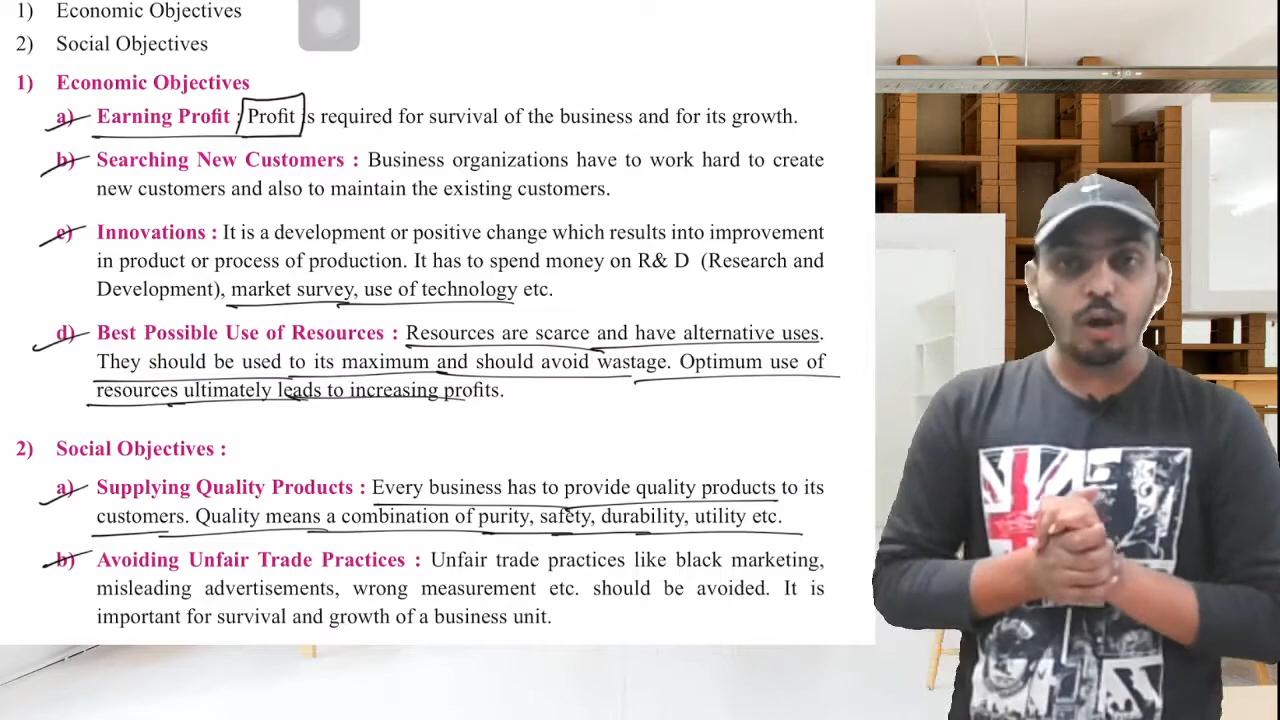 1) Economic Objectives
2) Social Objectives
1) Economic Objectives
a) Earning Profit : Profit is required for survival of the business and for its growth.
b) Searching New Customers : Business organizations have to work hard to create
new customers and also to maintain the existing customers.
c) Innovations : It is a development or positive change which results into improvement
in product or process of production. It has to spend money on R& D (Research and
Development), market survey, use of technology etc.
d) Best Possible Use of Resources : Resources are scarce and have alternative uses.
They should be used to its maximum and should avoid wastage. Optimum use of
resources ultimately leads to increasing profits.
2) Social Objectives :
a) Supplying Quality Products : Every business has to provide quality products to its
customers. Quality means a combination of purity, safety, durability, utility etc.
b) Avoiding Unfair Trade Practices : Unfair trade practices like black marketing,
misleading advertisements, wrong measurement etc. should be avoided. It is
important for survival and growth of a business unit.